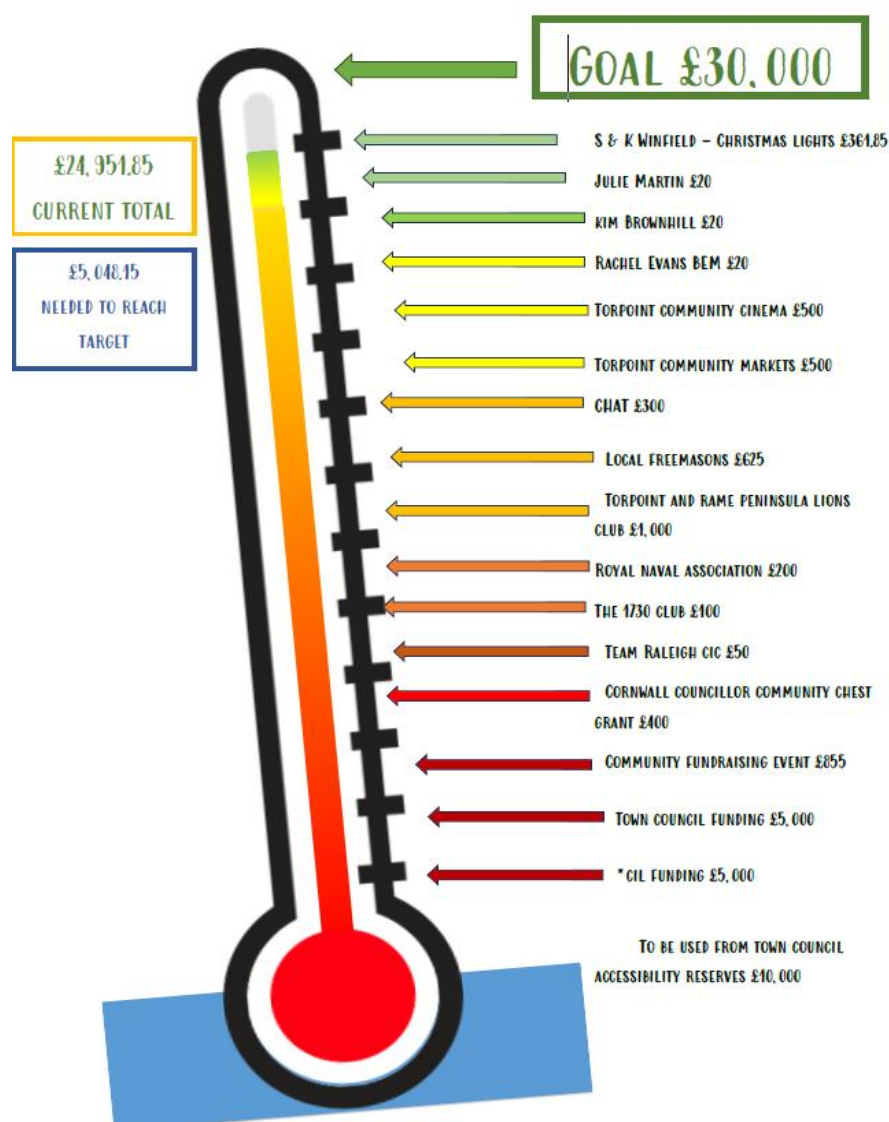 GOAL £30,000
£24,951.85
CURRENT TOTAL
£5,048.15
NEEDED TO REACH
TARGET
S & K WINFIELD – CHRISTMAS LIGHTS £361.85
JULIE MARTIN £20
KIM BROWNHILL £20
RACHEL EVANS BEM £20
TORPOINT COMMUNITY CINEMA £500
TORPOINT COMMUNITY MARKETS £500
CHAT £300
LOCAL FREEMASONS £625
TORPOINT AND RAME PENINSULA LIONS
CLUB £1,000
ROYAL NAVAL ASSOCIATION £200
THE 1730 CLUB £100
TEAM RALEIGH CIC £50
CORNWALL COUNCILLOR COMMUNITY CHEST
GRANT £400
COMMUNITY FUNDRAISING EVENT £855
TOWN COUNCIL FUNDING £5,000
*CIL FUNDING £5,000
TO BE USED FROM TOWN COUNCIL
ACCESSIBILITY RESERVES £10,000